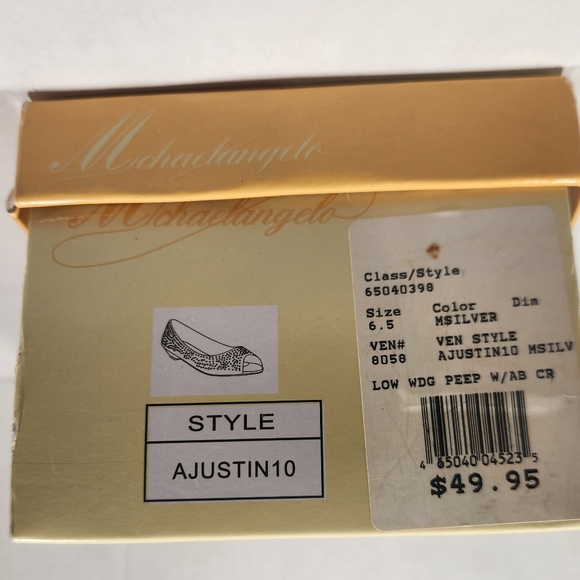 Michaelangelo
Michaelangelo
STYLE
AJUSTIN10
Class/Style
65040398
Size Color Dim
6.5 MSILVER
VEN# VEN STYLE
8058 AJUSTIN10 MSILV
LOW WDG PEEP W/AB CR
4 65040 04523 5
$49.95